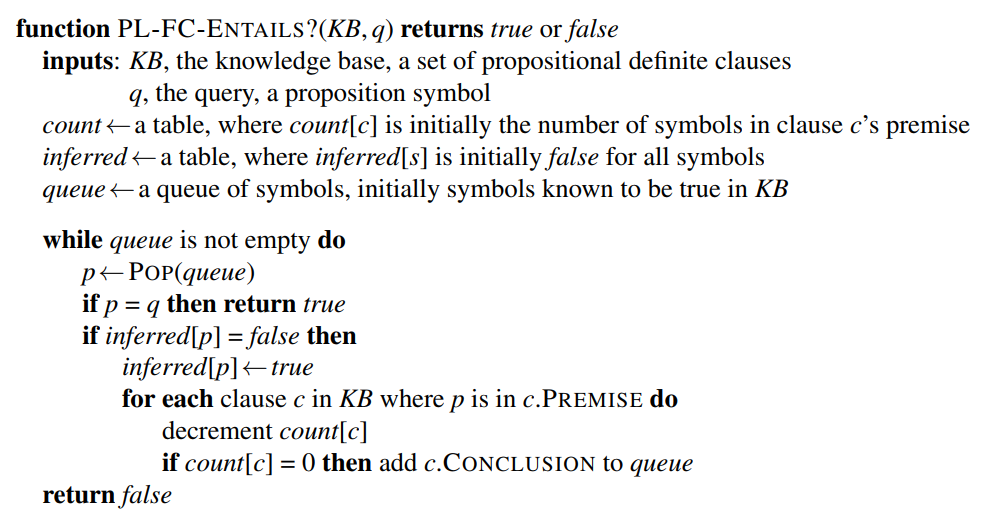 function PL-FC-ENTAILS?(KB, q) returns true or false
inputs: KB, the knowledge base, a set of propositional definite clauses
q, the query, a proposition symbol
count ← a table, where count[c] is initially the number of symbols in clause c's premise
inferred ← a table, where inferred[s] is initially false for all symbols
queue ← a queue of symbols, initially symbols known to be true in KB
while queue is not empty do
p ← POP(queue)
if p = q then return true
if inferred[p] = false then
inferred[p] ← true
for each clause c in KB where p is in c.PREMISE do
decrement count[c]
if count[c] = 0 then add c.CONCLUSION to queue
return false